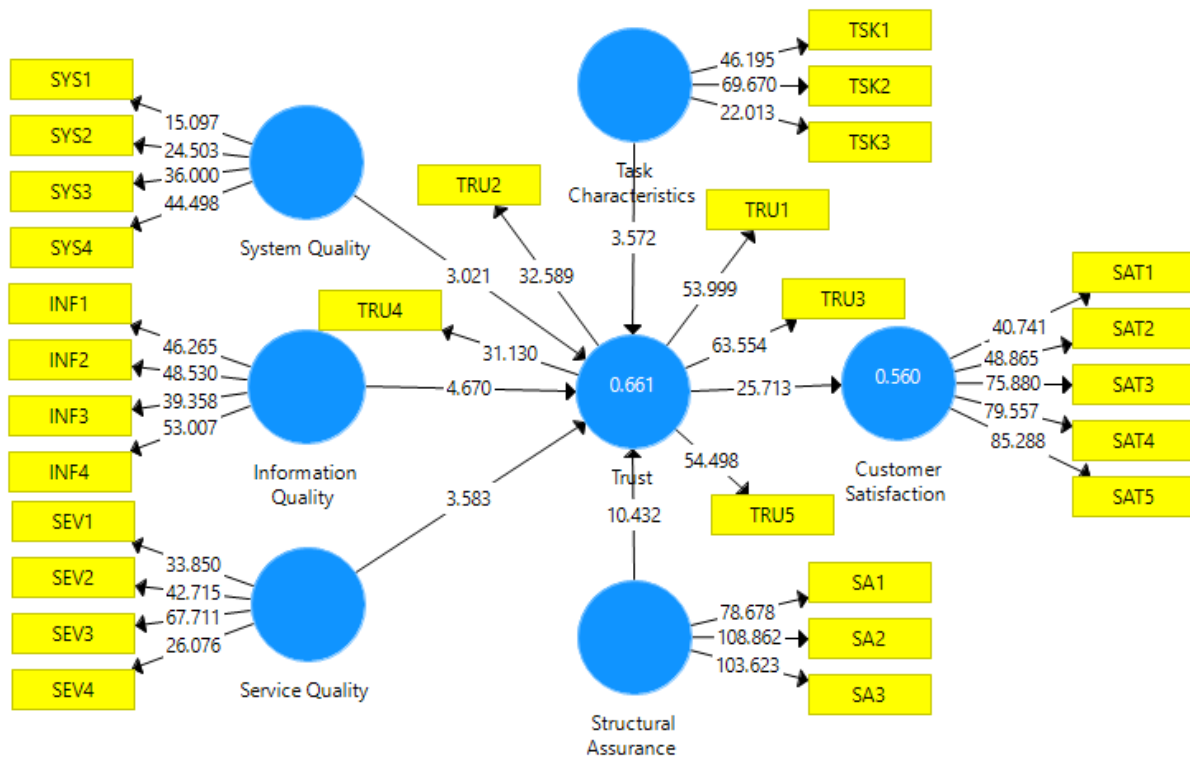 SYS1
SYS2
SYS3
SYS4
15.097
24.503
36.000
44.498
System Quality
INF1
INF2
INF3
INF4
46.265
48.530
39.358
53.007
Information
Quality
SEV1
SEV2
SEV3
SEV4
33.850
42.715
67.711
26.076
Service Quality
TSK1
TSK2
TSK3
46.195
69.670
22.013
Task
Characteristics
3.572
3.021
4.670
3.583
10.432
TRU2
32.589
TRU1
53.999
TRU4
31.130
TRU3
63.554
TRU5
54.498
0.661
Trust
25.713
0.560
Customer
Satisfaction
SAT1
SAT2
SAT3
SAT4
SAT5
40.741
48.865
75.880
79.557
85.288
SA1
SA2
SA3
78.678
108.862
103.623
Structural
Assurance